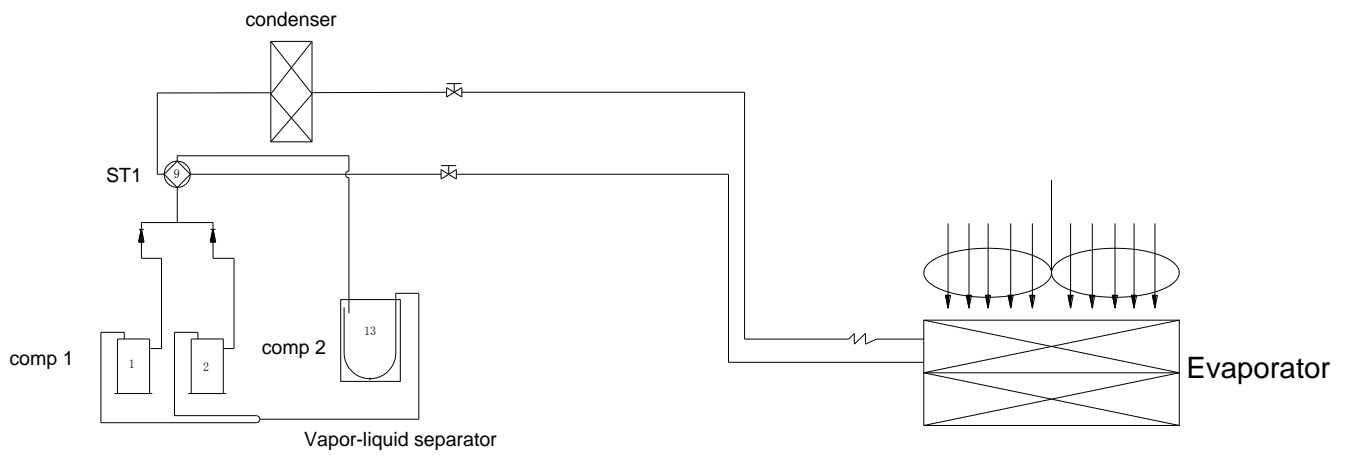 condenser
ST1
9
13
comp 1
1
2
comp 2
Evaporator
Vapor-liquid separator